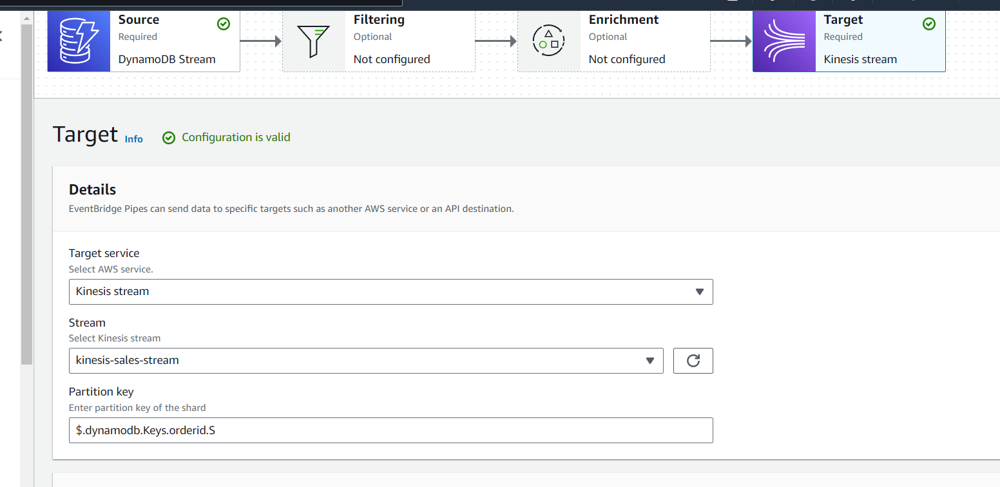 Source
Required
DynamoDB Stream
Filtering
Optional
Not configured
Enrichment
Optional
Not configured
Target
Required
Kinesis stream
Target Info Configuration is valid
Details
EventBridge Pipes can send data to specific targets such as another AWS service or an API destination.
Target service
Select AWS service.
Kinesis stream
Stream
Select Kinesis stream
kinesis-sales-stream
Partition key
Enter partition key of the shard
$.dynamodb.Keys.orderid.S